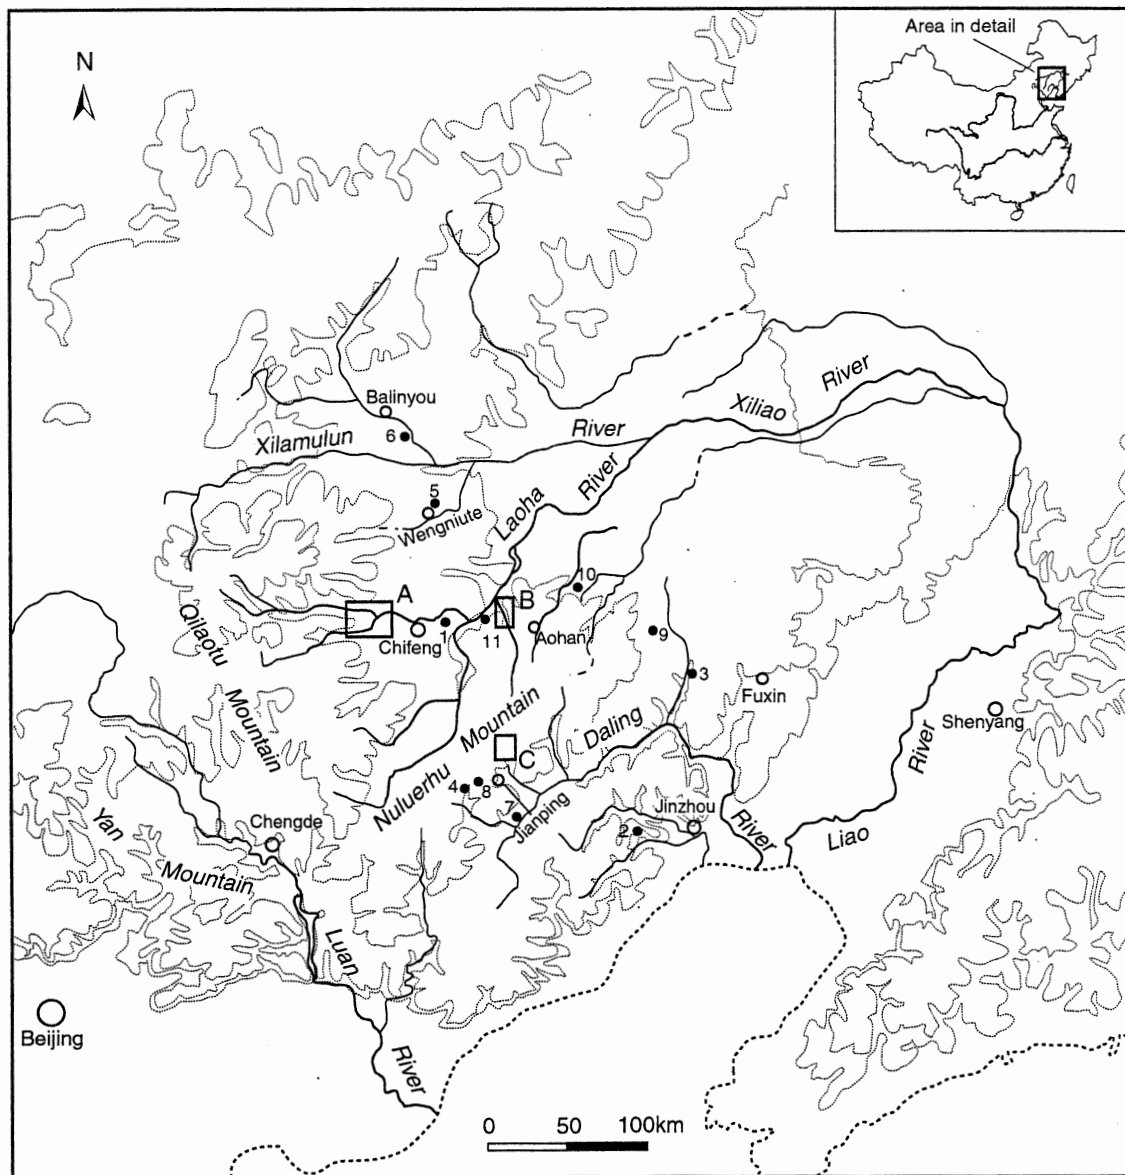 Area in detail
N
River
Balinyou
Xiliao
River
Xilamulun
6
River
5
Laoha
Wengniute
10
A
B
Qilaotu
1
11
Aohan
9
Chifeng
3
Fuxin
Mountain
Mountain
Daling
Shenyang
River
C
Nuluerhu
4
8
7
Jianping
Jinzhou
Yan
Chengde
2
River
Liao
Mountain
Luan
Beijing
River
0 50 100km